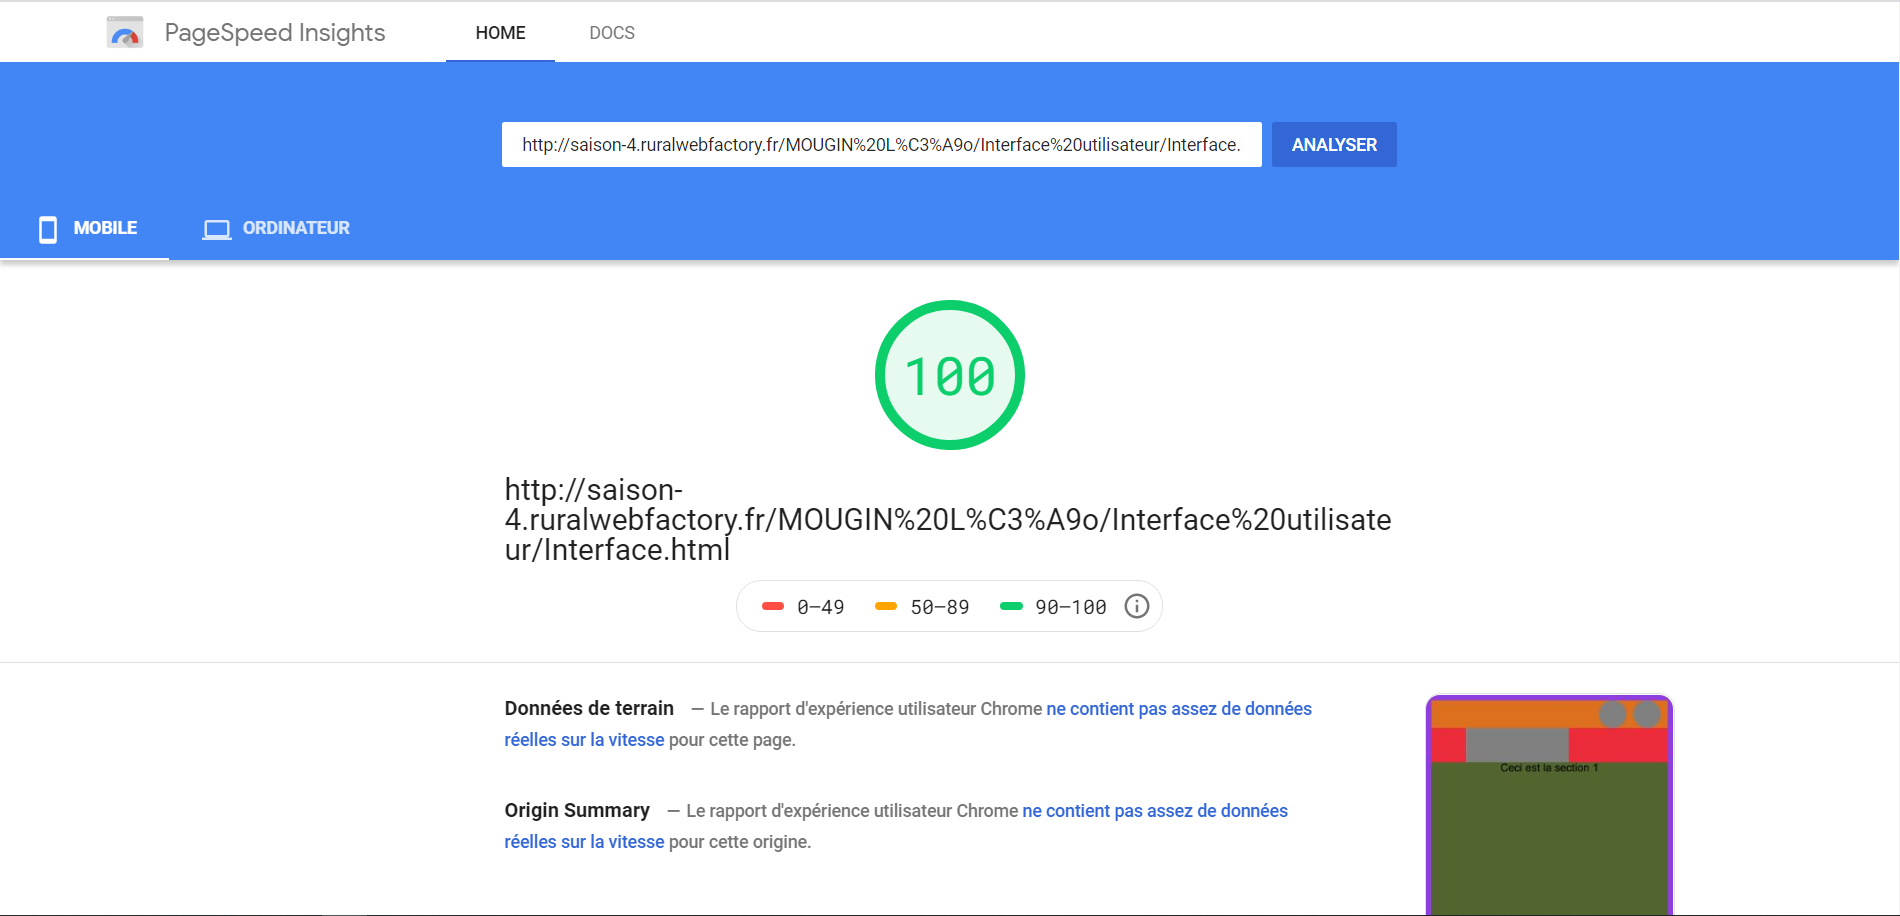 PageSpeed Insights
HOME
DOCS
http://saison-4.ruralwebfactory.fr/MOUGIN%20L%C3%A9o/Interface%20utilisateur/Interface.
ANALYSER
MOBILE
ORDINATEUR
100
http://saison-
4.ruralwebfactory.fr/MOUGIN%20L%C3%A9o/Interface%20utilisate
ur/Interface.html
0–49
50–89
90–100
Données de terrain — Le rapport d'expérience utilisateur Chrome ne contient pas assez de données
réelles sur la vitesse pour cette page.
Origin Summary — Le rapport d'expérience utilisateur Chrome ne contient pas assez de données
réelles sur la vitesse pour cette origine.
Ceci est la section 1